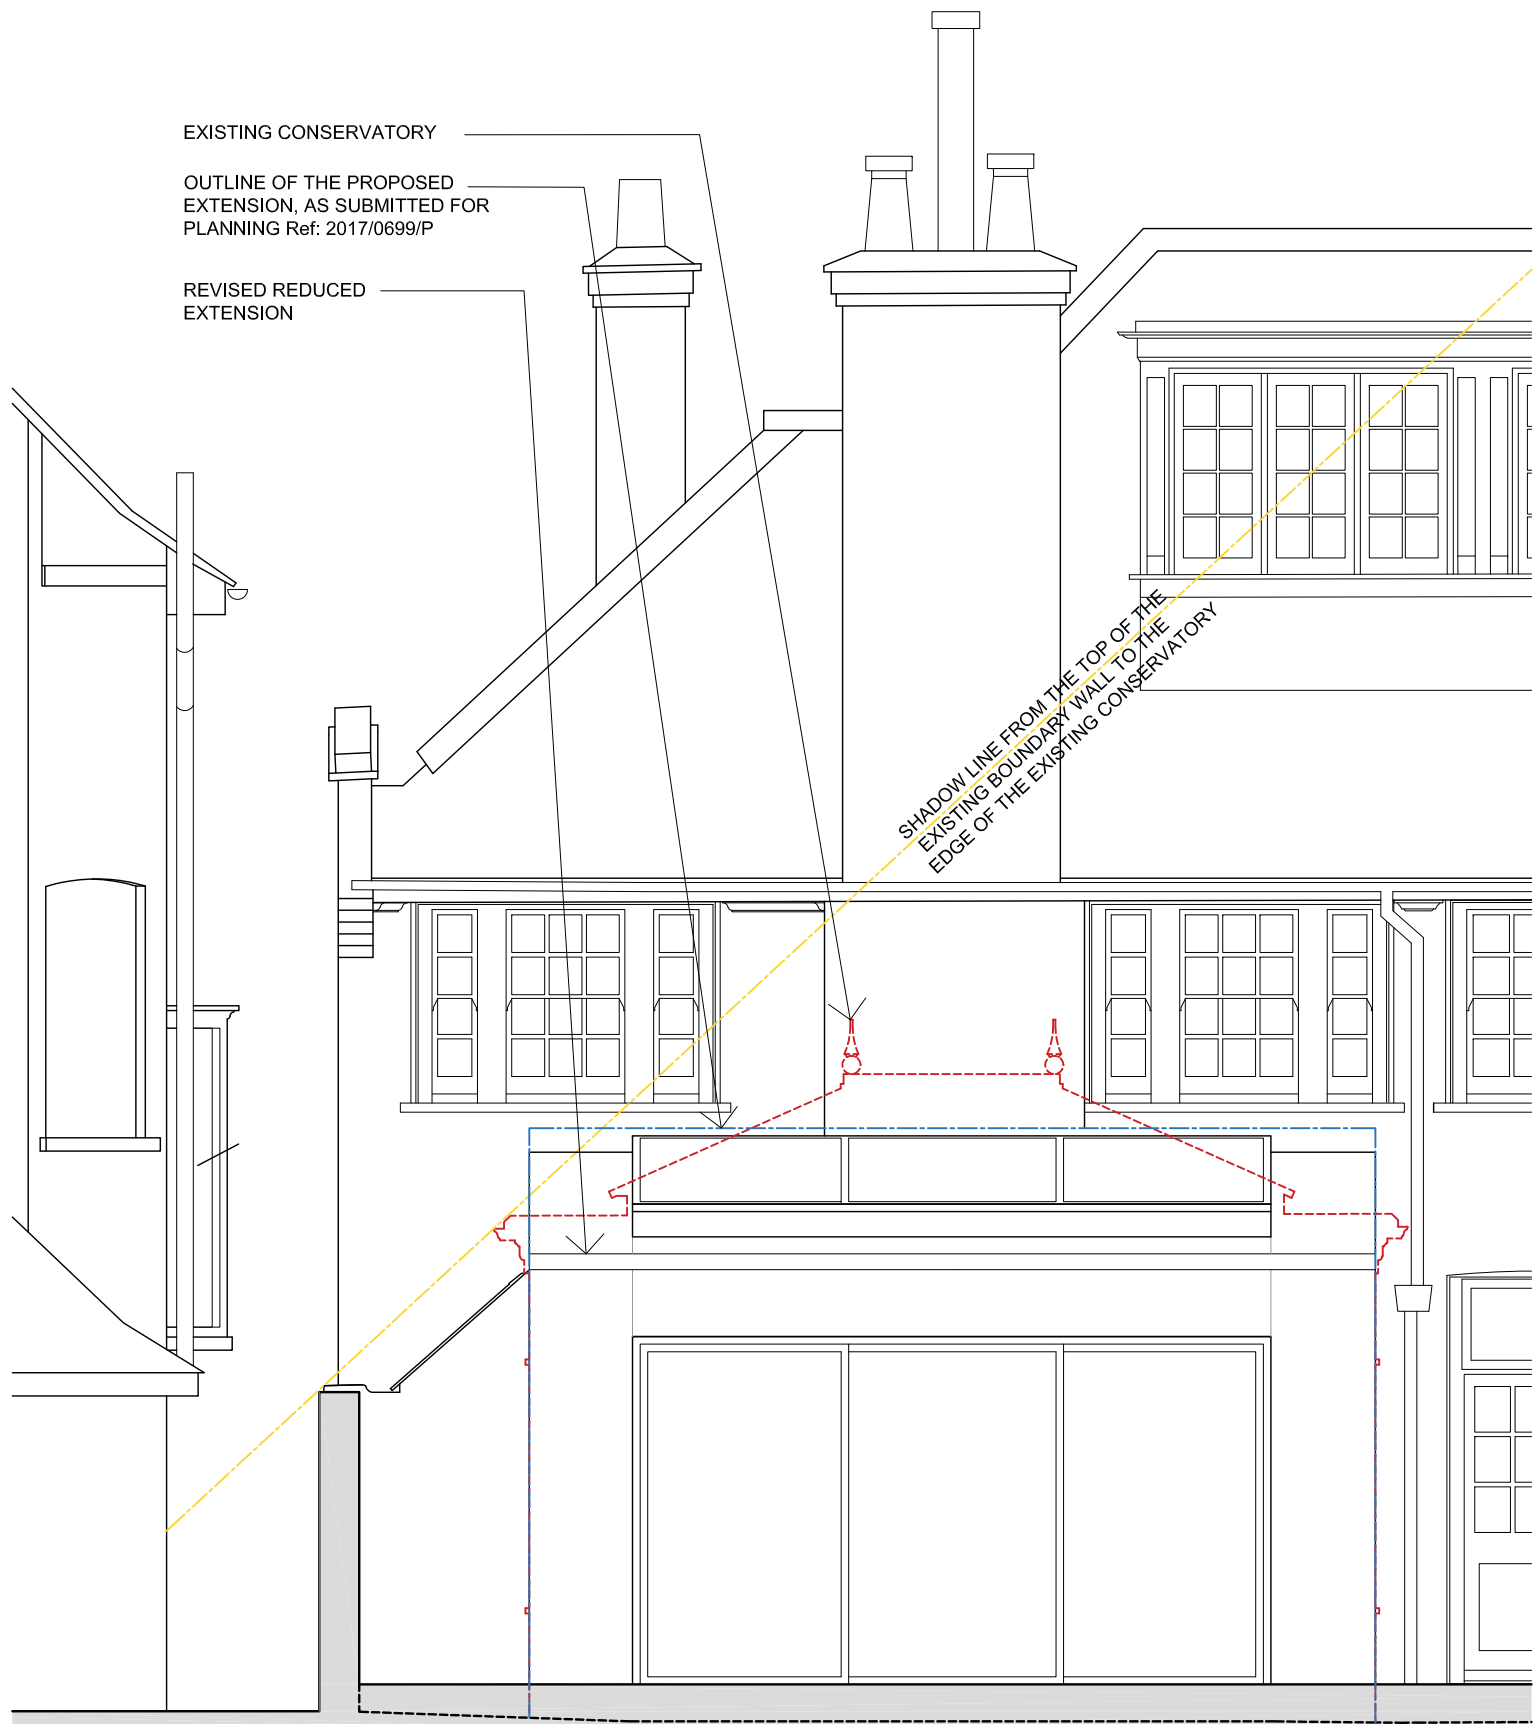 EXISTING CONSERVATORY
OUTLINE OF THE PROPOSED
EXTENSION, AS SUBMITTED FOR
PLANNING Ref: 2017/0699/P
REVISED REDUCED
EXTENSION
SHADOW LINE FROM THE TOP OF THE
EXISTING BOUNDARY WALL TO THE
EDGE OF THE EXISTING CONSERVATORY